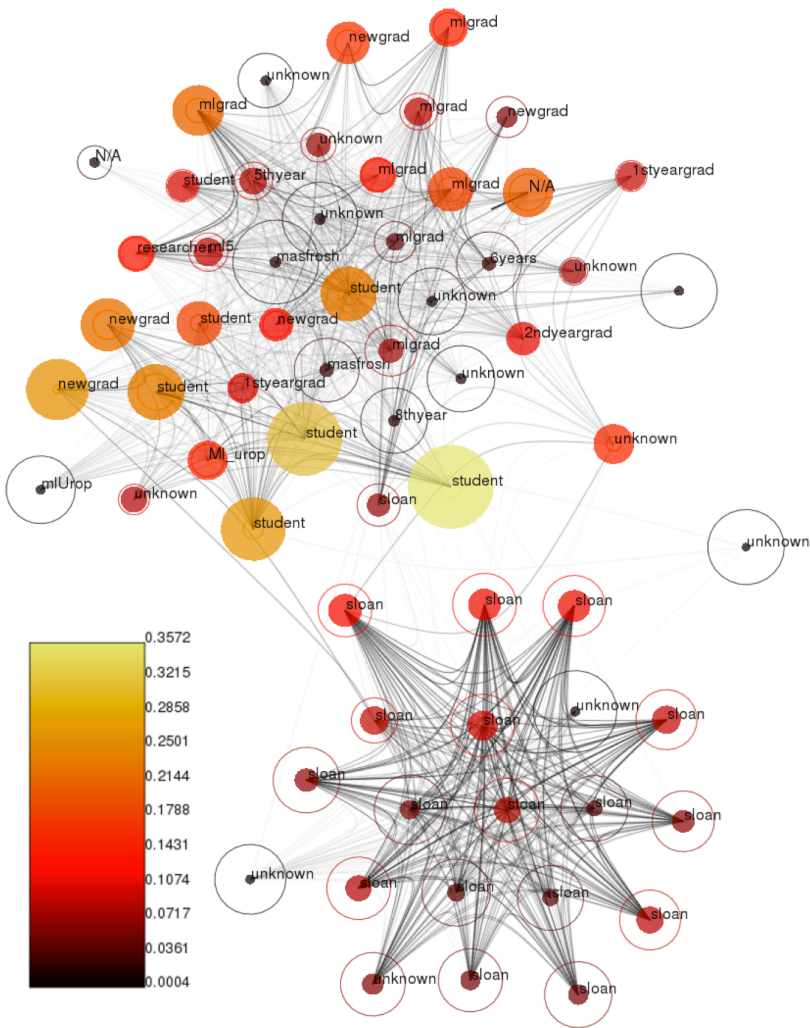 mlgrad
newgrad
unknown
mlgrad
mlgrad
newgrad
unknown
N/A
student
5thyear
mlgrad
mlgrad
N/A
1styeargrad
unknown
mlgrad
researcher
ml5
masfrosh
6years
unknown
student
unknown
newgrad
student
newgrad
2ndyeargrad
mlgrad
masfrosh
unknown
newgrad
student
1styeargrad
8thyear
student
unknown
Ml_urop
mlUrop
unknown
sloan
student
student
unknown
sloan
sloan
sloan
0.3572
0.3215
0.2858
0.2501
0.2144
0.1788
0.1431
0.1074
0.0717
0.0361
0.0004
unknown
sloan
sloan
sloan
sloan
sloan
sloan
sloan
sloan
unknown
sloan
sloan
sloan
sloan
unknown
sloan
sloan